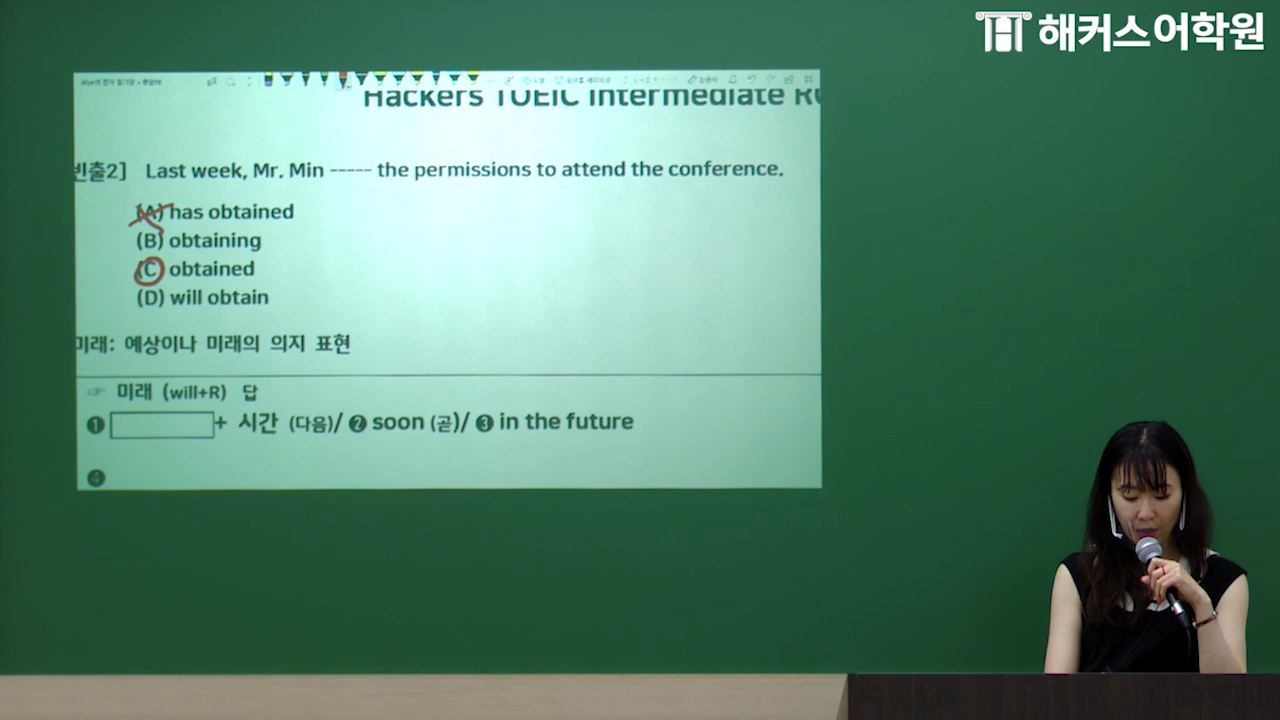 해커스어학원
Hackers TOEIC Intermediate
빈출2] Last week, Mr. Min ----- the permissions to attend the conference.
(A) has obtained
(B) obtaining
(C) obtained
(D) will obtain
미래: 예상이나 미래의 의지 표현
☞ 미래 (will+R) 답
❶ + 시간 (다음)/ ❷ soon (곧)/ ❸ in the future
❹